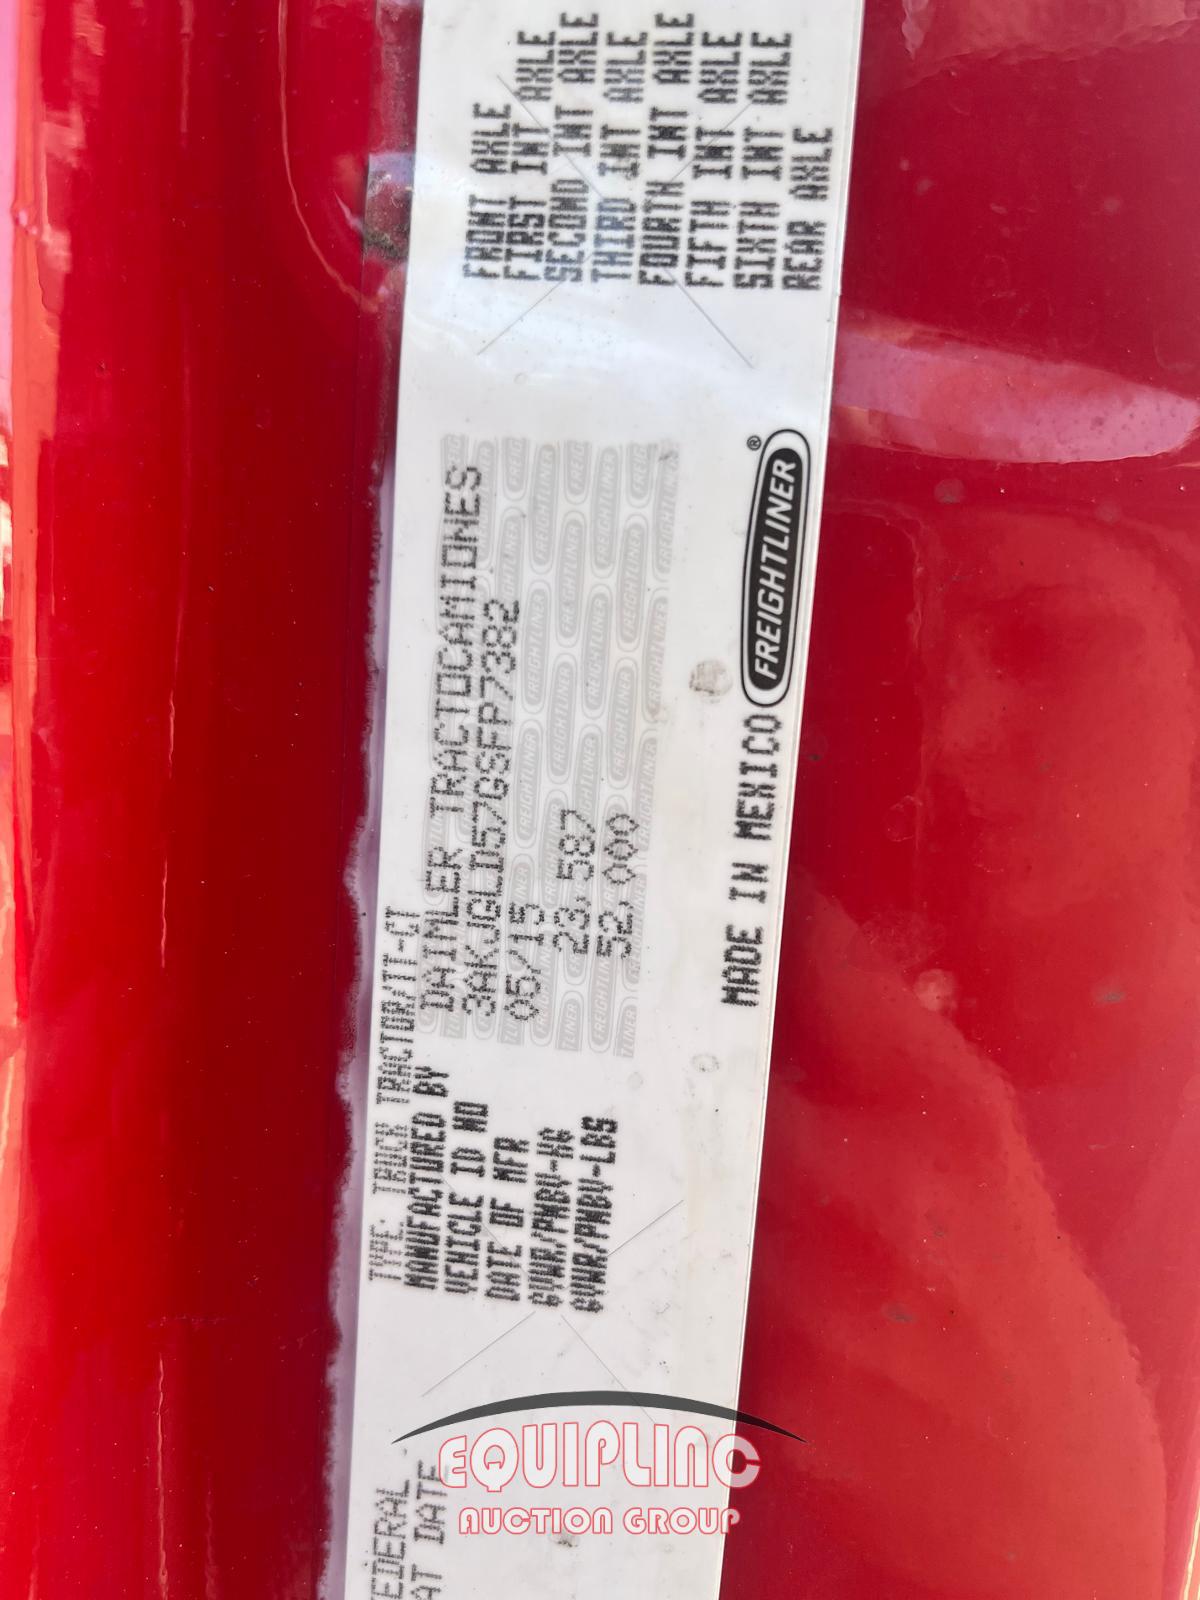 FEDERAL
AT DATE
TYPE: TRUCK TRACTOR/TT-CT
MANUFACTURED BY DAIMLER TRACTOCAMIONES
VEHICLE ID NO 3AKJGLD57GSFP7382
DATE OF MFR 05/15
GVWR/PNBV-KG 23,587
GVWR/PNBV-LBS 52,000
MADE IN MEXICO FREIGHTLINER®
FRONT AXLE
FIRST INT AXLE
SECOND INT AXLE
THIRD INT AXLE
FOURTH INT AXLE
FIFTH INT AXLE
SIXTH INT AXLE
REAR AXLE
EQUIPLINC
AUCTION GROUP